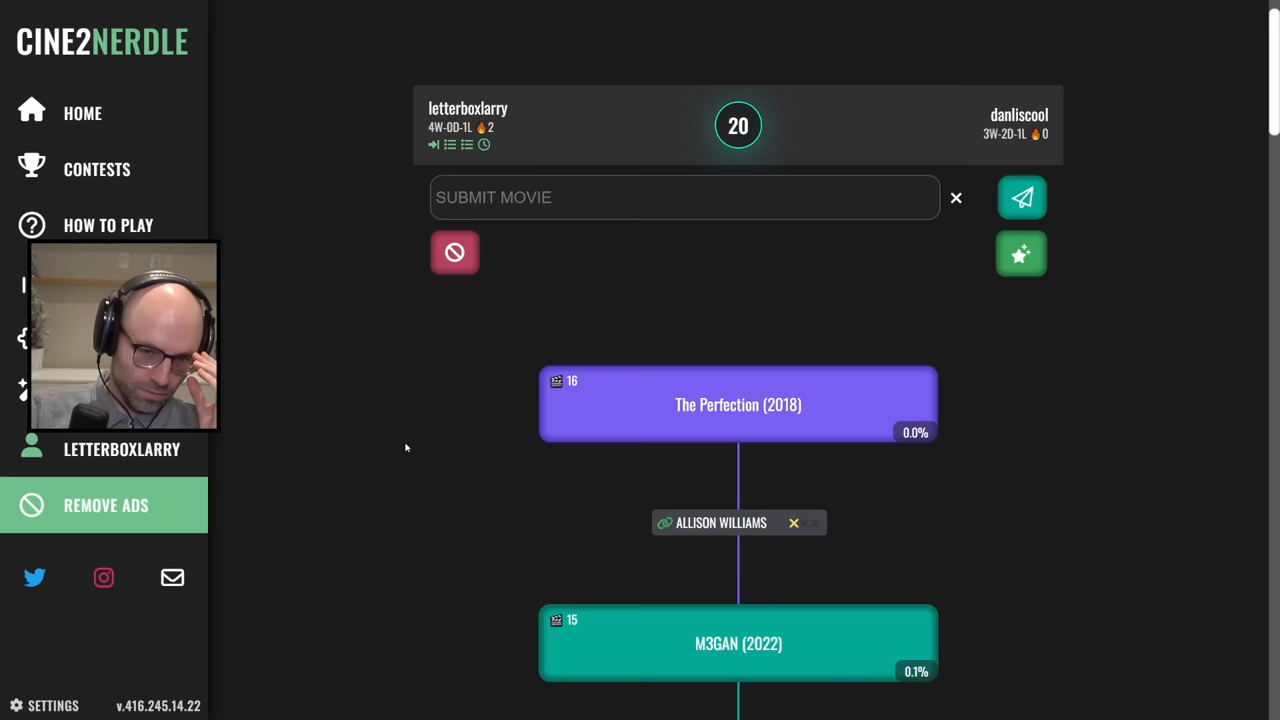 CINE2NERDLE
HOME
CONTESTS
HOW TO PLAY
LETTERBOXLARRY
REMOVE ADS
SETTINGS
v.416.245.14.22
letterboxlarry
4W-0D-1L 🔥2
20
danliscool
3W-2D-1L 🔥0
SUBMIT MOVIE
16
The Perfection (2018)
0.0%
ALLISON WILLIAMS
15
M3GAN (2022)
0.1%